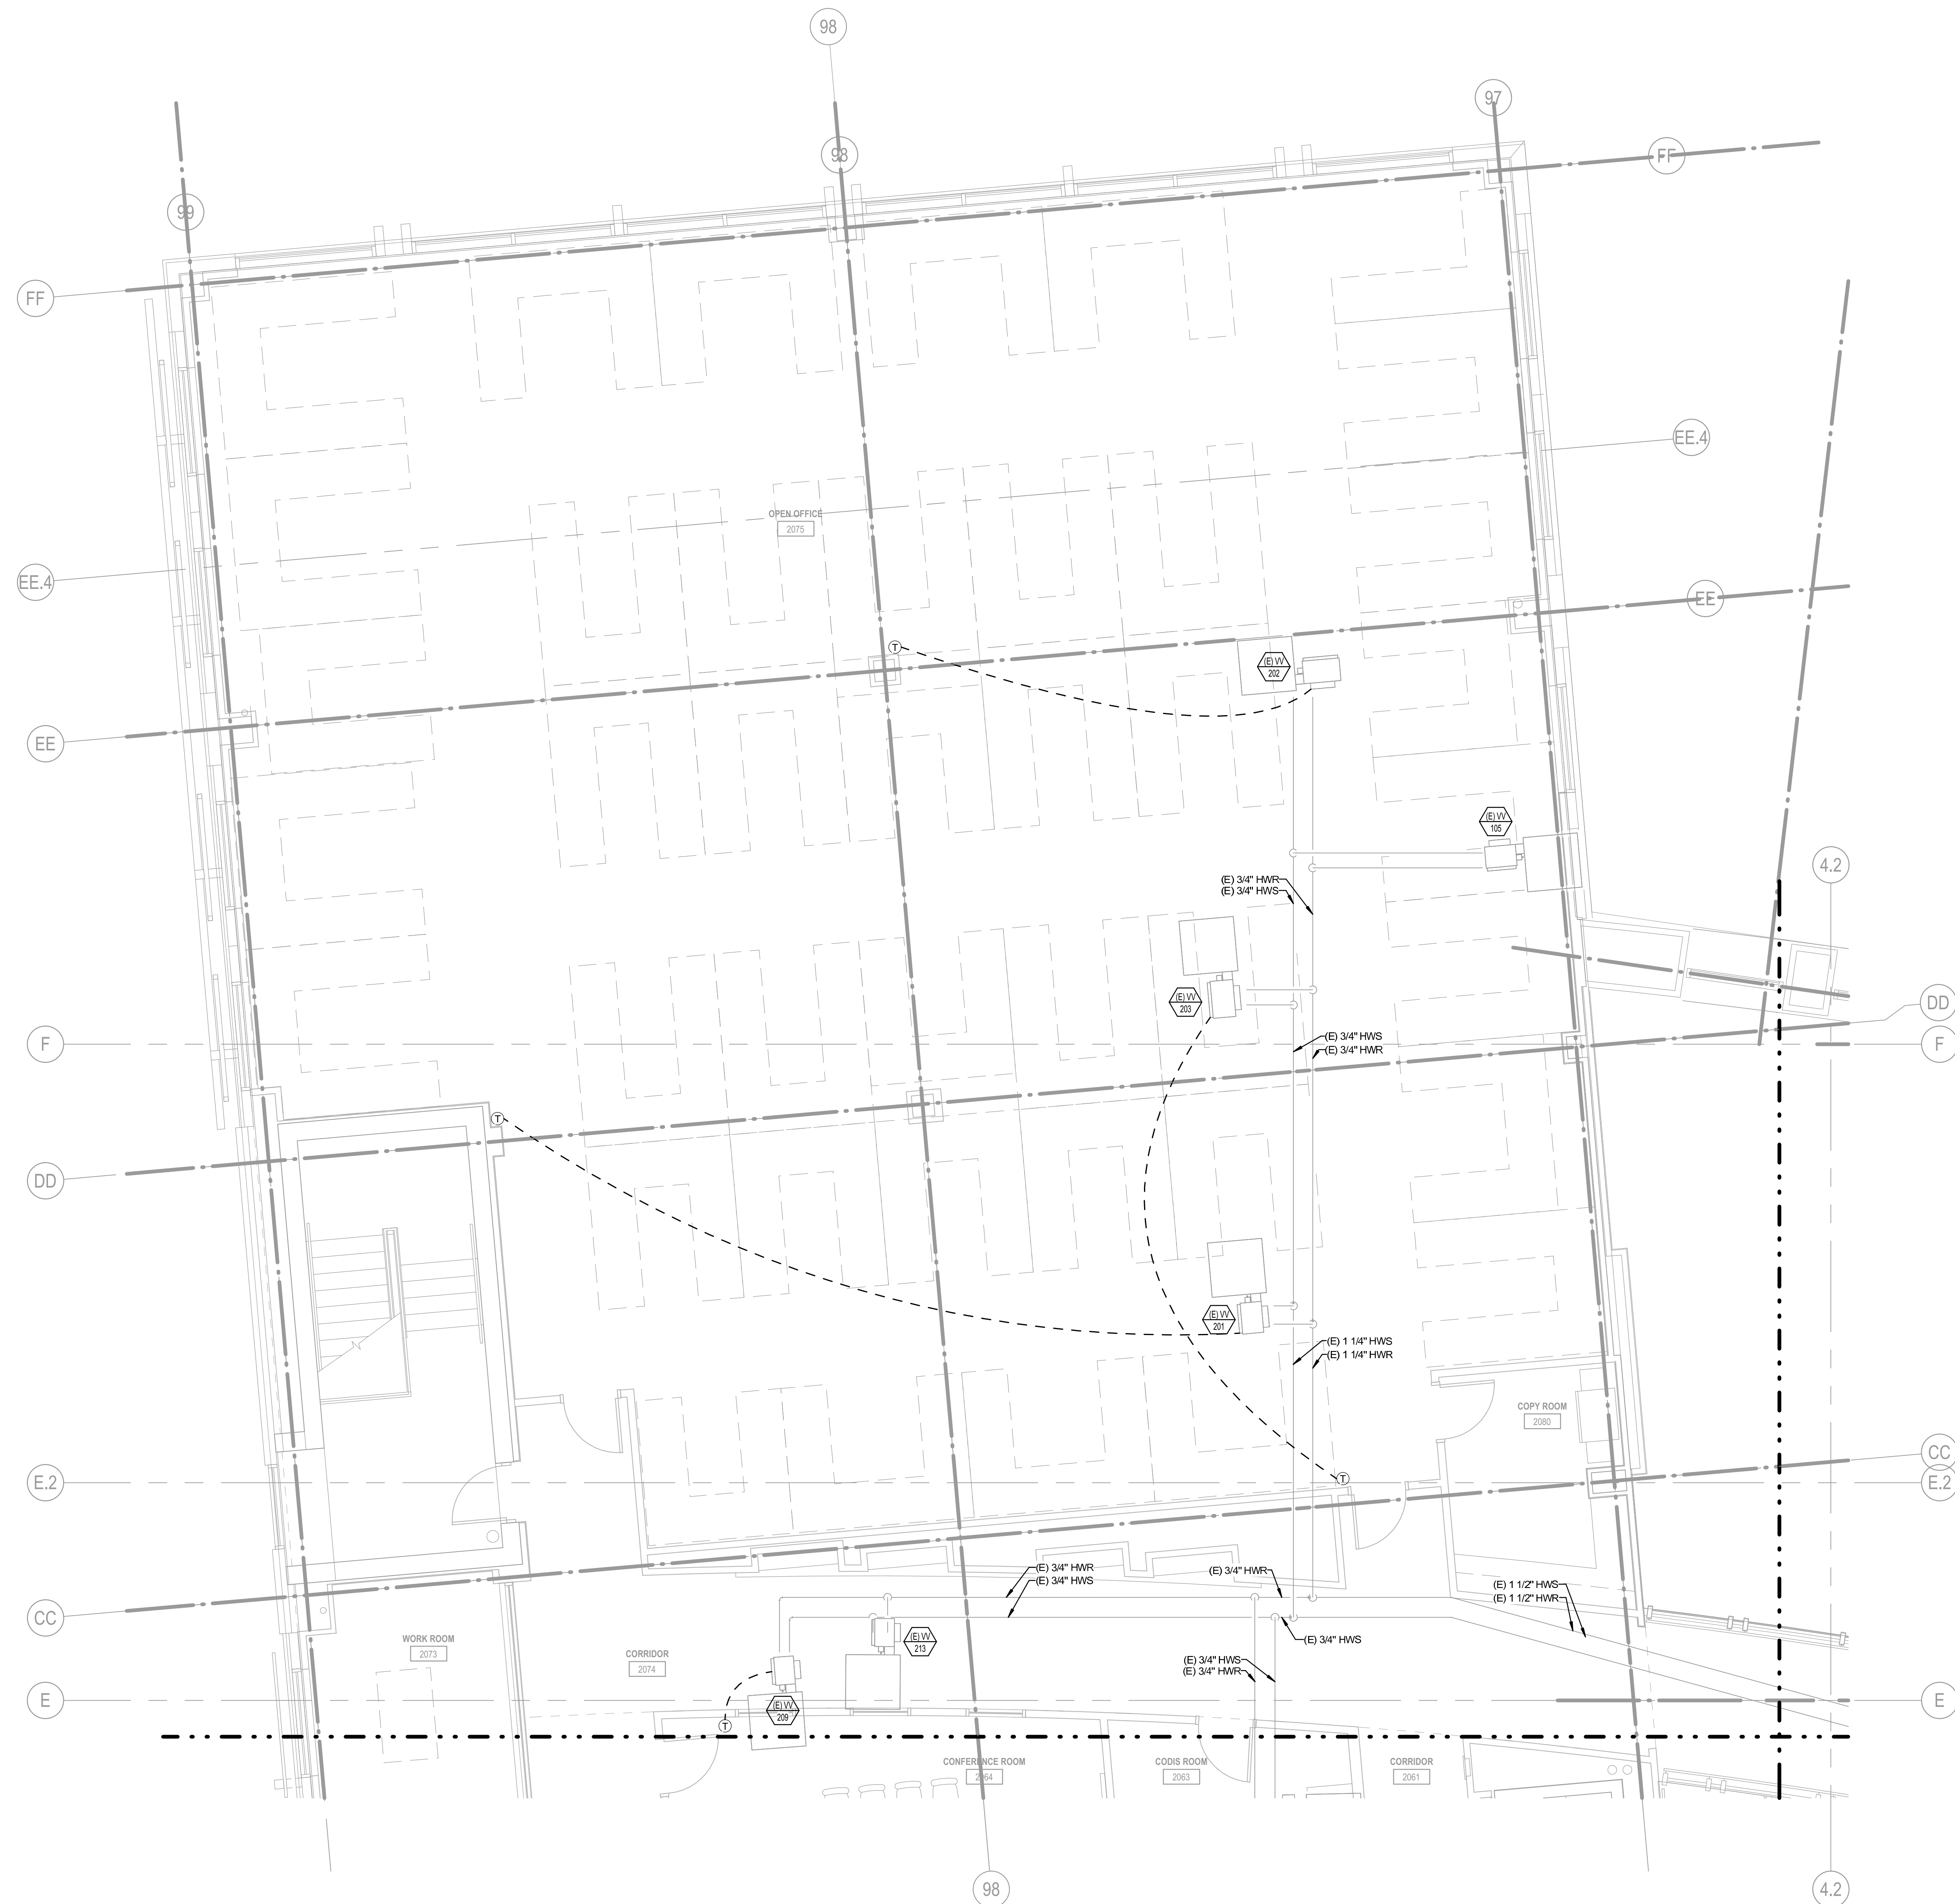 98
97
98
FF
99
FF
EE.4
OPEN OFFICE
2075
EE.4
EE
T
(E) VV
202
EE
(E) VV
105
4.2
(E) 3/4" HWR
(E) 3/4" HWS
(E) VV
203
DD
F
(E) 3/4" HWS
(E) 3/4" HWR
F
T
DD
(E) VV
201
(E) 1 1/4" HWS
(E) 1 1/4" HWR
COPY ROOM
2080
CC
E.2
T
E.2
(E) 3/4" HWR
(E) 3/4" HWS
(E) 3/4" HWR
(E) 1 1/2" HWS
(E) 1 1/2" HWR
CC
WORK ROOM
2073
CORRIDOR
2074
(E) VV
213
(E) 3/4" HWS
(E) 3/4" HWS
(E) 3/4" HWR
E
(E) VV
209
E
T
CONFERENCE ROOM
2064
CODIS ROOM
2063
CORRIDOR
2061
98
4.2